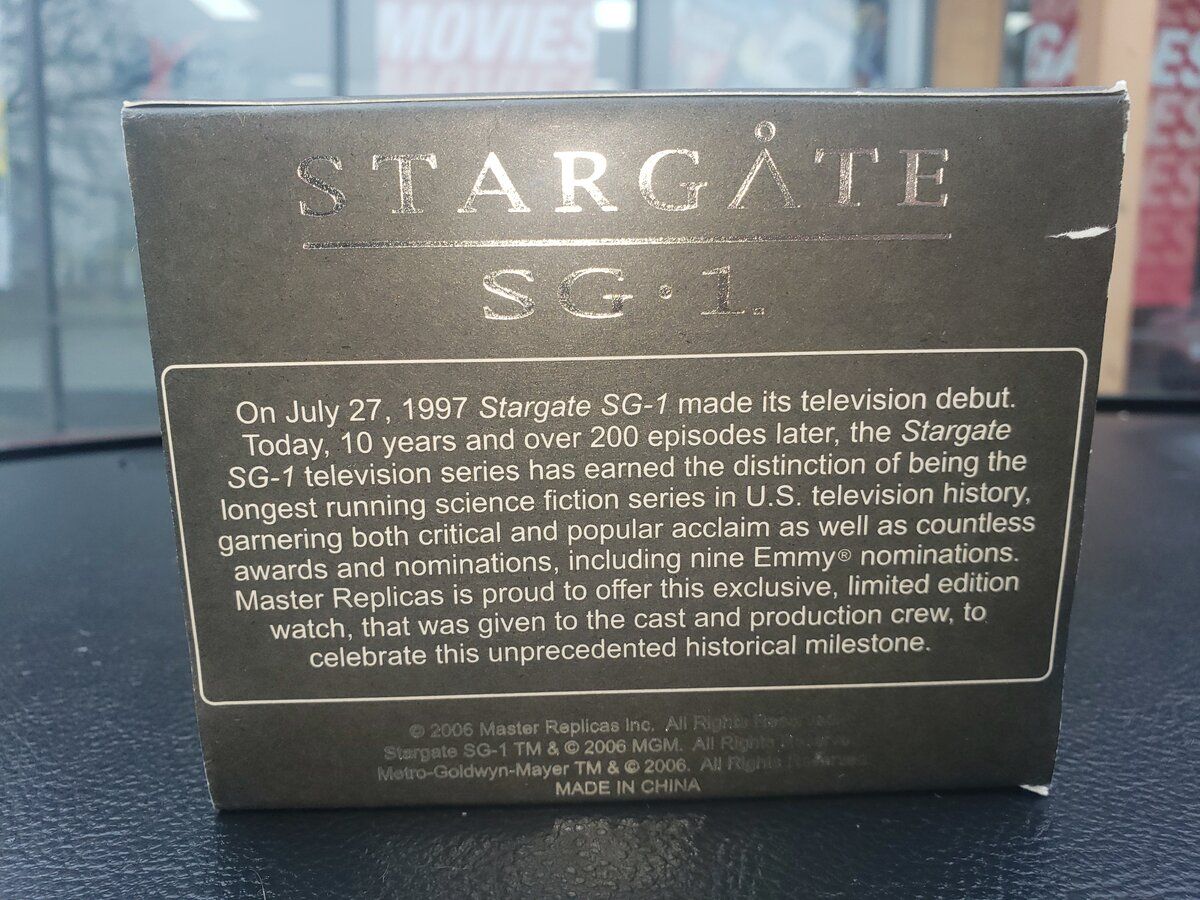 MOVIES
STARGATE
SG·1
On July 27, 1997 Stargate SG-1 made its television debut.
Today, 10 years and over 200 episodes later, the Stargate
SG-1 television series has earned the distinction of being the
longest running science fiction series in U.S. television history,
garnering both critical and popular acclaim as well as countless
awards and nominations, including nine Emmy® nominations.
Master Replicas is proud to offer this exclusive, limited edition
watch, that was given to the cast and production crew, to
celebrate this unprecedented historical milestone.
© 2006 Master Replicas Inc. All Rights Reserved.
Stargate SG-1 TM & © 2006 MGM. All Rights Reserved.
Metro-Goldwyn-Mayer TM & © 2006. All Rights Reserved
MADE IN CHINA